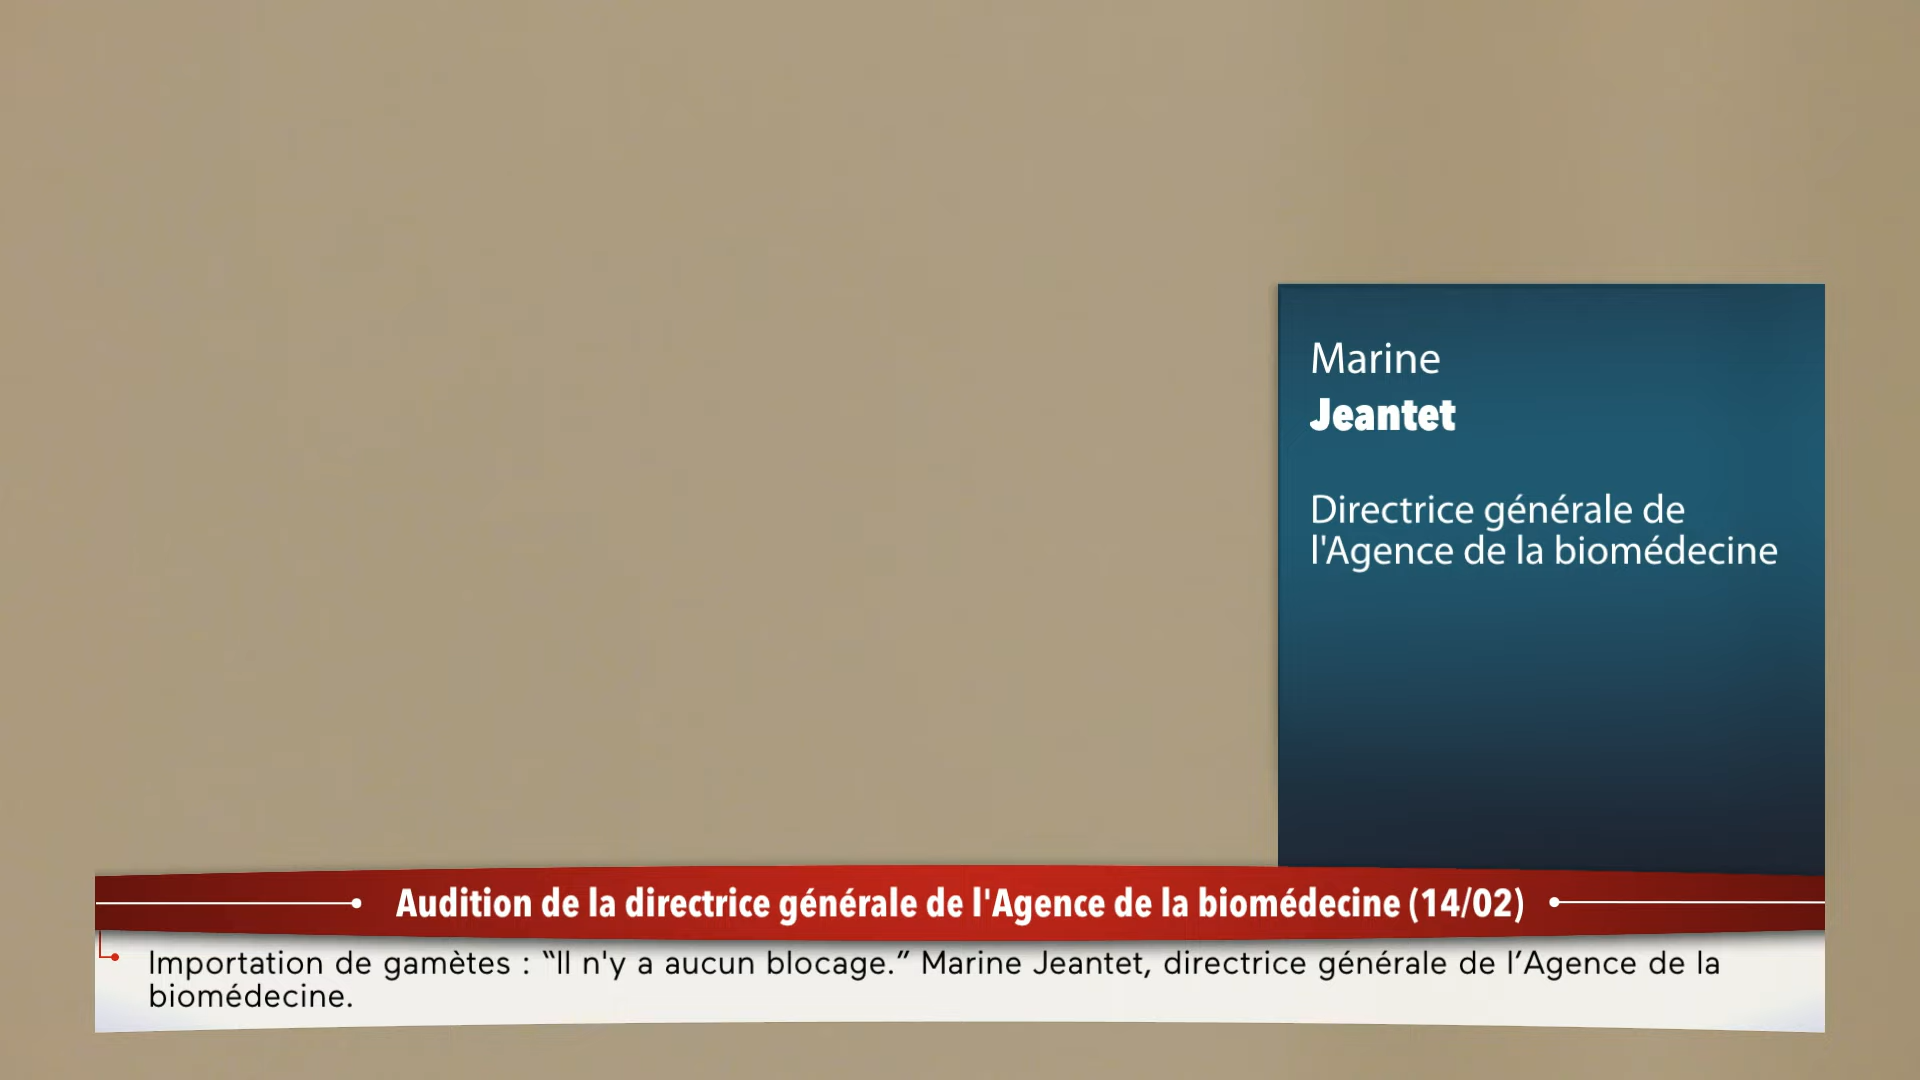 Marine
Jeantet
Directrice générale de
l'Agence de la biomédecine
Audition de la directrice générale de l'Agence de la biomédecine (14/02)
Importation de gamètes : “Il n'y a aucun blocage.” Marine Jeantet, directrice générale de l’Agence de la
biomédecine.